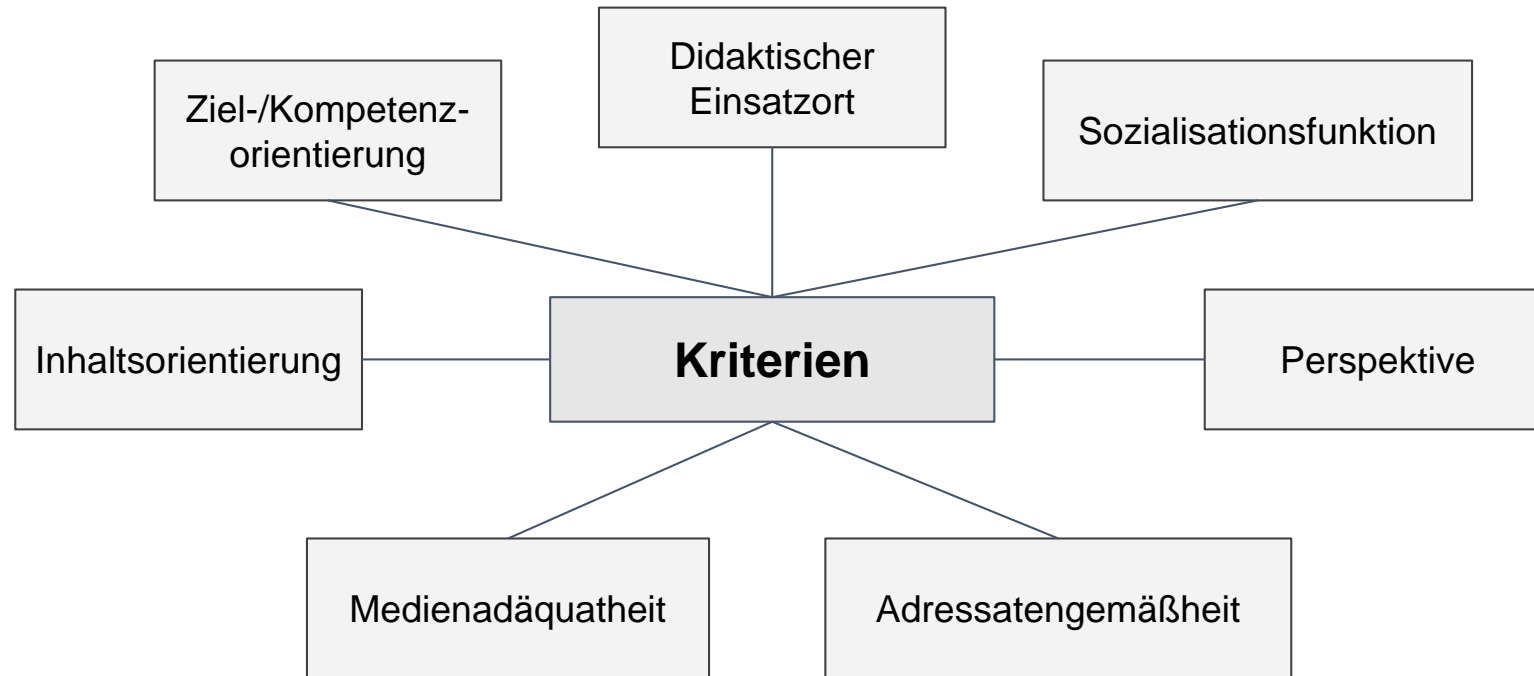 Didaktischer
Einsatzort
Ziel-/Kompetenz-
orientierung
Sozialisationsfunktion
Inhaltsorientierung
Kriterien
Perspektive
Medienadäquatheit
Adressatengemäßheit